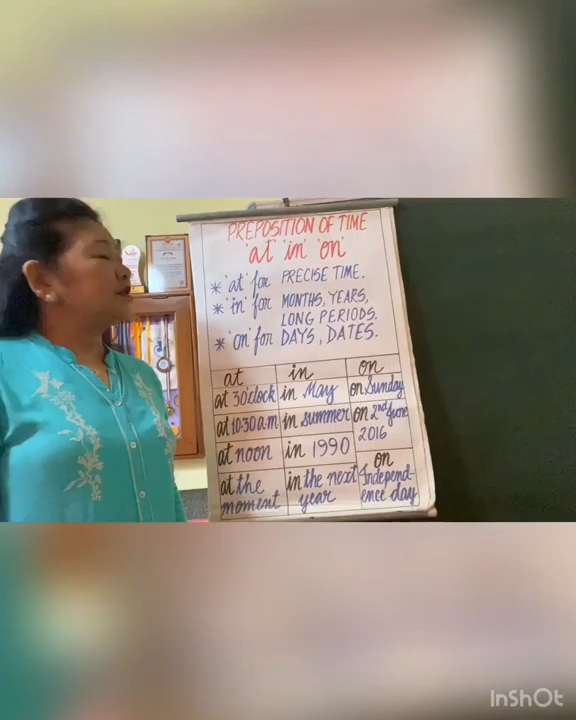 PREPOSITION OF TIME
'at' 'in' 'on'
* 'at' for PRECISE TIME.
* 'in' for MONTHS, YEARS,
LONG PERIODS.
* 'on' for DAYS, DATES.
at in on
at 3O'clock in May on Sunday
at 10:30 am in summer on 2nd June
2016
at noon in 1990
at the
moment
in the next
year
on
Independ-
ence day
InShOt